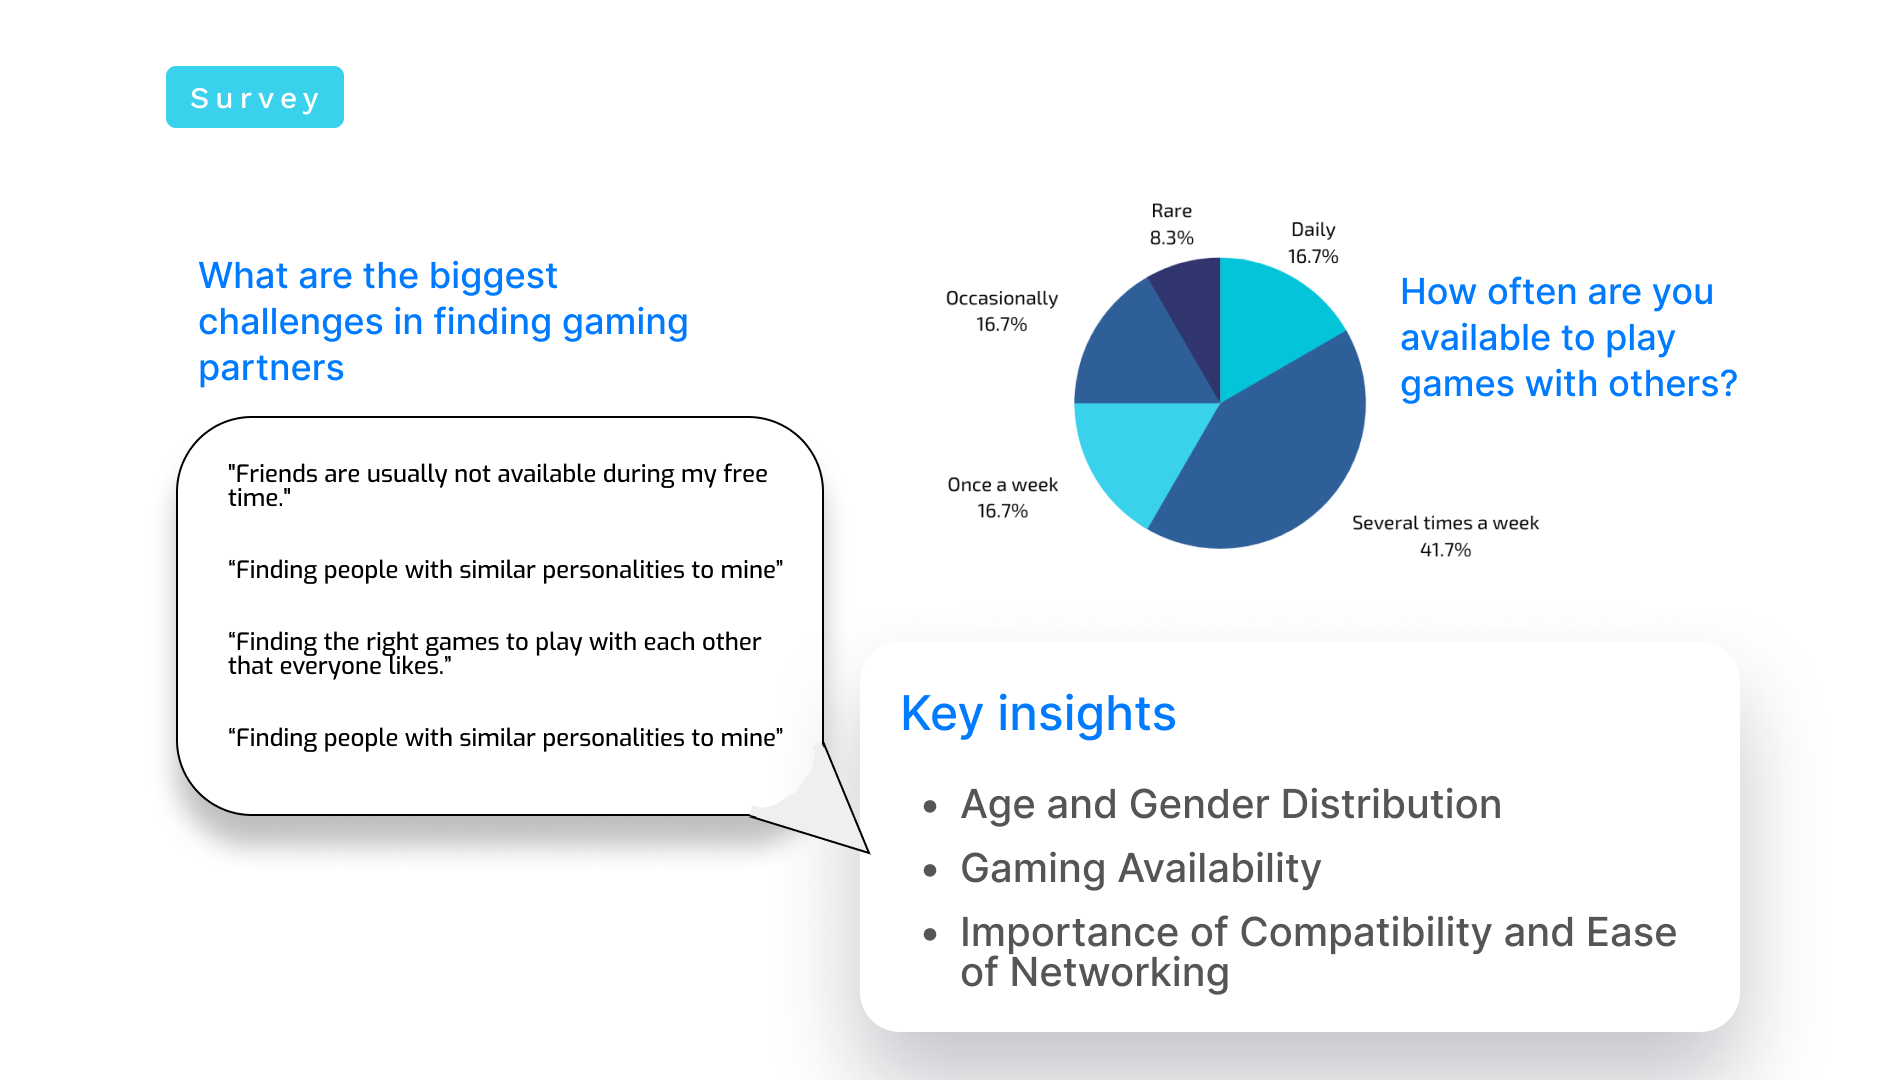 Survey
What are the biggest
challenges in finding gaming
partners
"Friends are usually not available during my free
time."
“Finding people with similar personalities to mine”
“Finding the right games to play with each other
that everyone likes.”
“Finding people with similar personalities to mine”
Rare
8.3%
Daily
16.7%
Occasionally
16.7%
Once a week
16.7%
Several times a week
41.7%
How often are you
available to play
games with others?
Key insights
• Age and Gender Distribution
• Gaming Availability
• Importance of Compatibility and Ease
of Networking